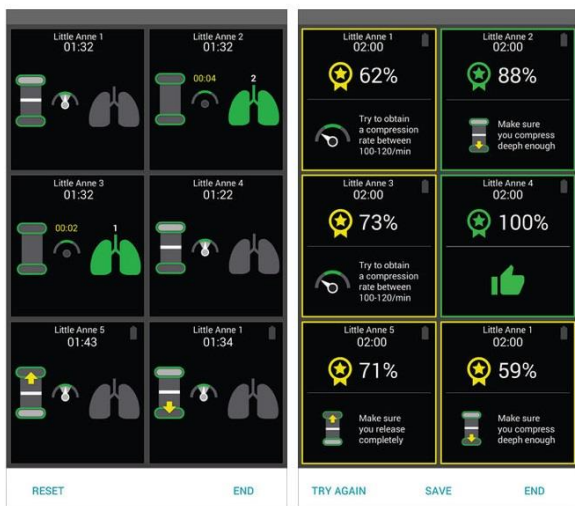 Little Anne 1
01:32
Little Anne 2
01:32
00:04
2
Little Anne 3
01:32
00:02
1
Little Anne 4
01:22
Little Anne 5
01:43
Little Anne 1
01:34
RESET
END
Little Anne 1
02:00
62%
Try to obtain
a compression
rate between
100-120/min
Little Anne 2
02:00
88%
Make sure
you compress
deeph enough
Little Anne 3
02:00
73%
Try to obtain
a compression
rate between
100-120/min
Little Anne 4
02:00
100%
Little Anne 5
02:00
71%
Make sure
you release
completely
Little Anne 1
02:00
59%
Make sure
you compress
deeph enough
TRY AGAIN
SAVE
END